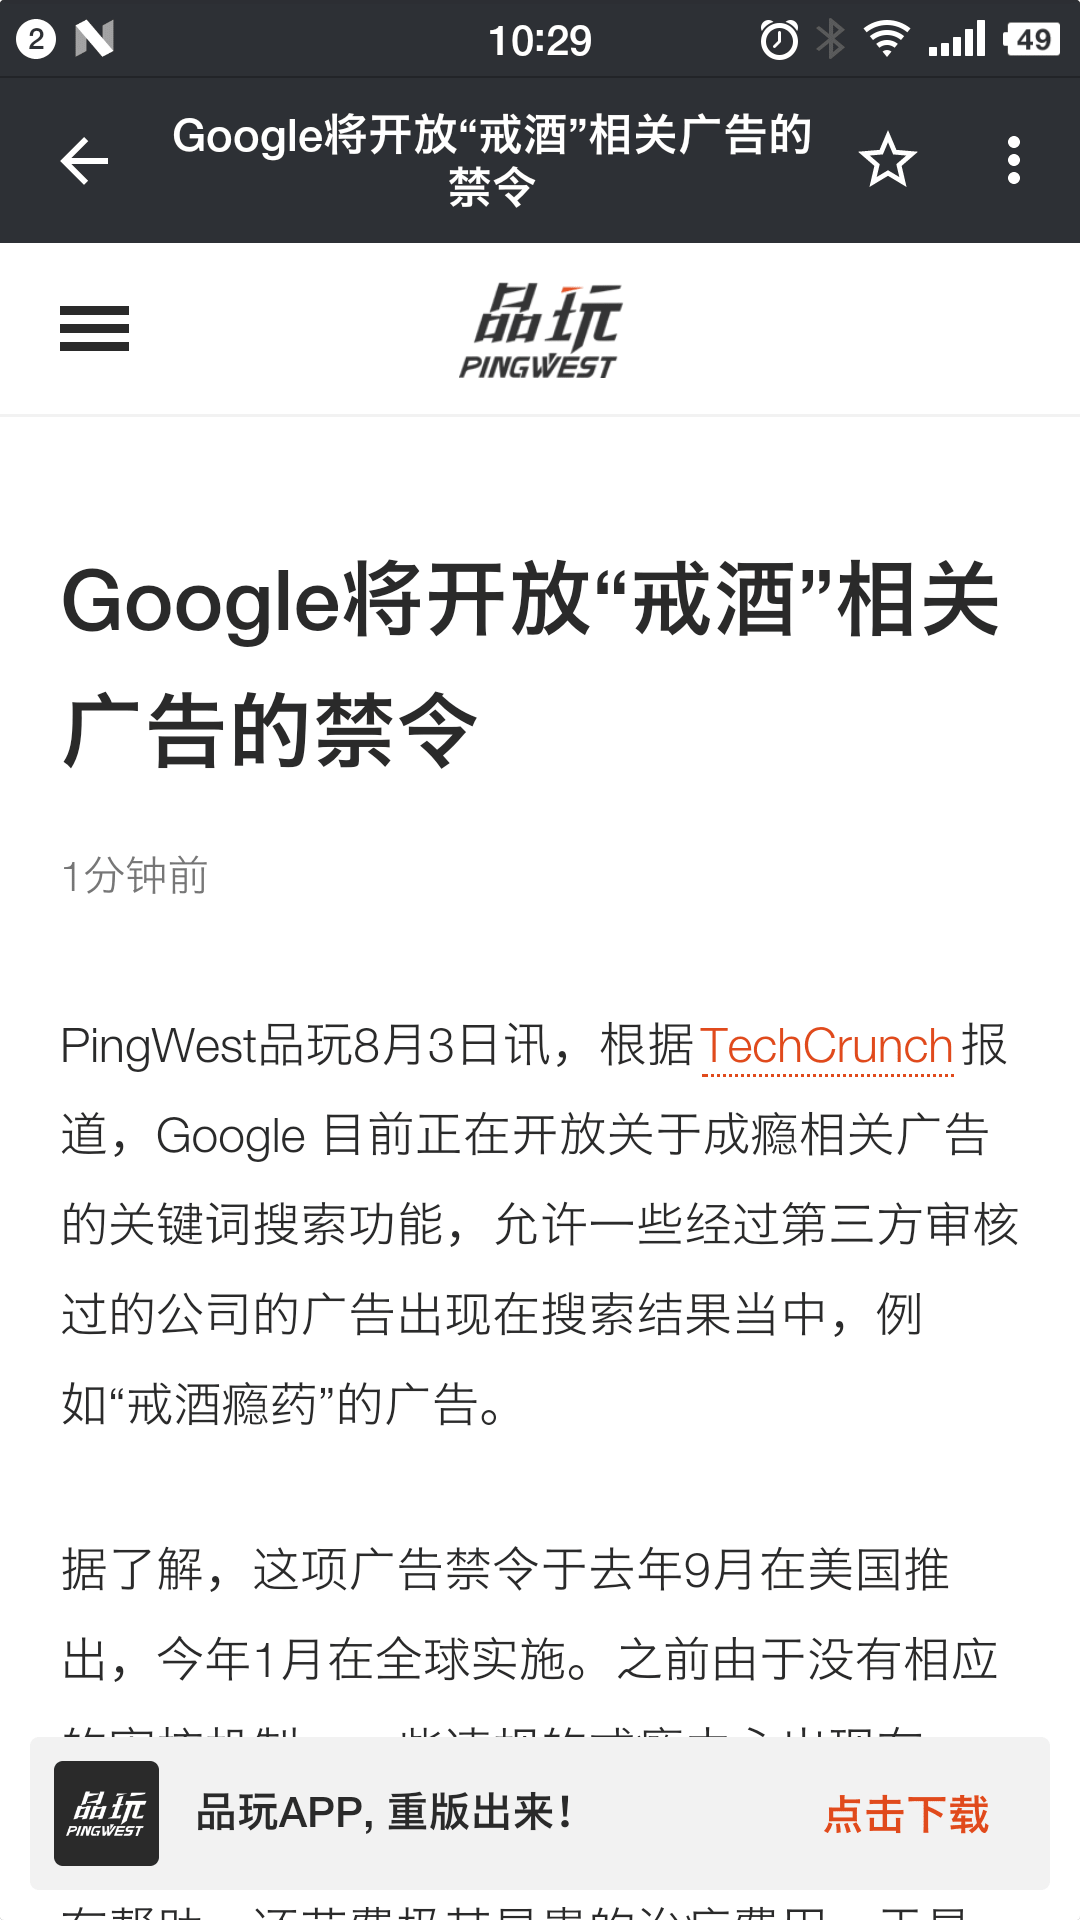 2
10:29
49
Google将开放“戒酒”相关广告的
禁令
品玩
PINGWEST
Google将开放“戒酒”相关
广告的禁令
1分钟前
PingWest品玩8月3日讯，根据TechCrunch报
道，Google 目前正在开放关于成瘾相关广告
的关键词搜索功能，允许一些经过第三方审核
过的公司的广告出现在搜索结果当中，例
如“戒酒瘾药”的广告。
据了解，这项广告禁令于去年9月在美国推
出，今年1月在全球实施。之前由于没有相应
品玩
PINGWEST
品玩APP, 重版出来！
点击下载